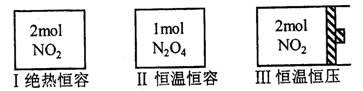 2mol
NO₂
1mol
N₂O₄
2mol
NO₂
Ⅰ 绝热恒容
Ⅱ 恒温恒容
Ⅲ 恒温恒压